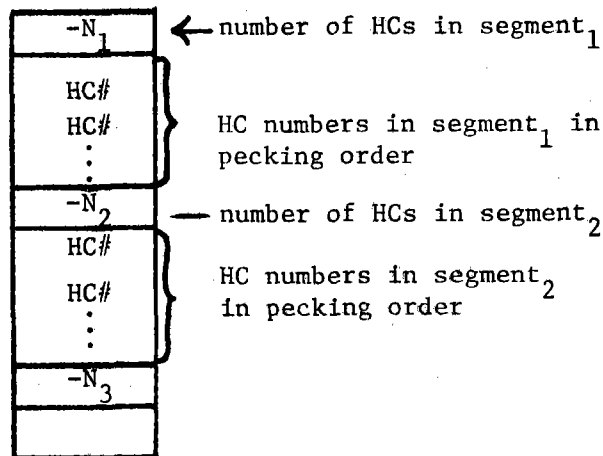 -N1 number of HCs in segment1
HC#
HC# HC numbers in segment1 in
pecking order
-N2 number of HCs in segment2
HC#
HC# HC numbers in segment2
in pecking order
-N3